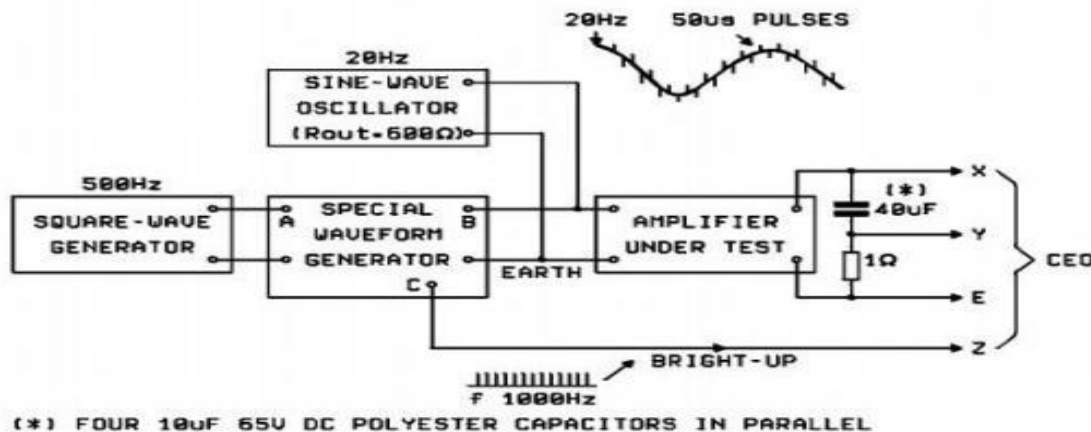 20Hz 50us PULSES
20Hz
SINE-WAVE
OSCILLATOR
(Rout=600Ω)
500Hz
SQUARE-WAVE
GENERATOR
A SPECIAL B
WAVEFORM
GENERATOR
C
EARTH
AMPLIFIER
UNDER TEST
X
(*)
40uF
Y
1Ω
CEO
E
Z
BRIGHT-UP
f 1000Hz
(*) FOUR 10uF 65V DC POLYESTER CAPACITORS IN PARALLEL